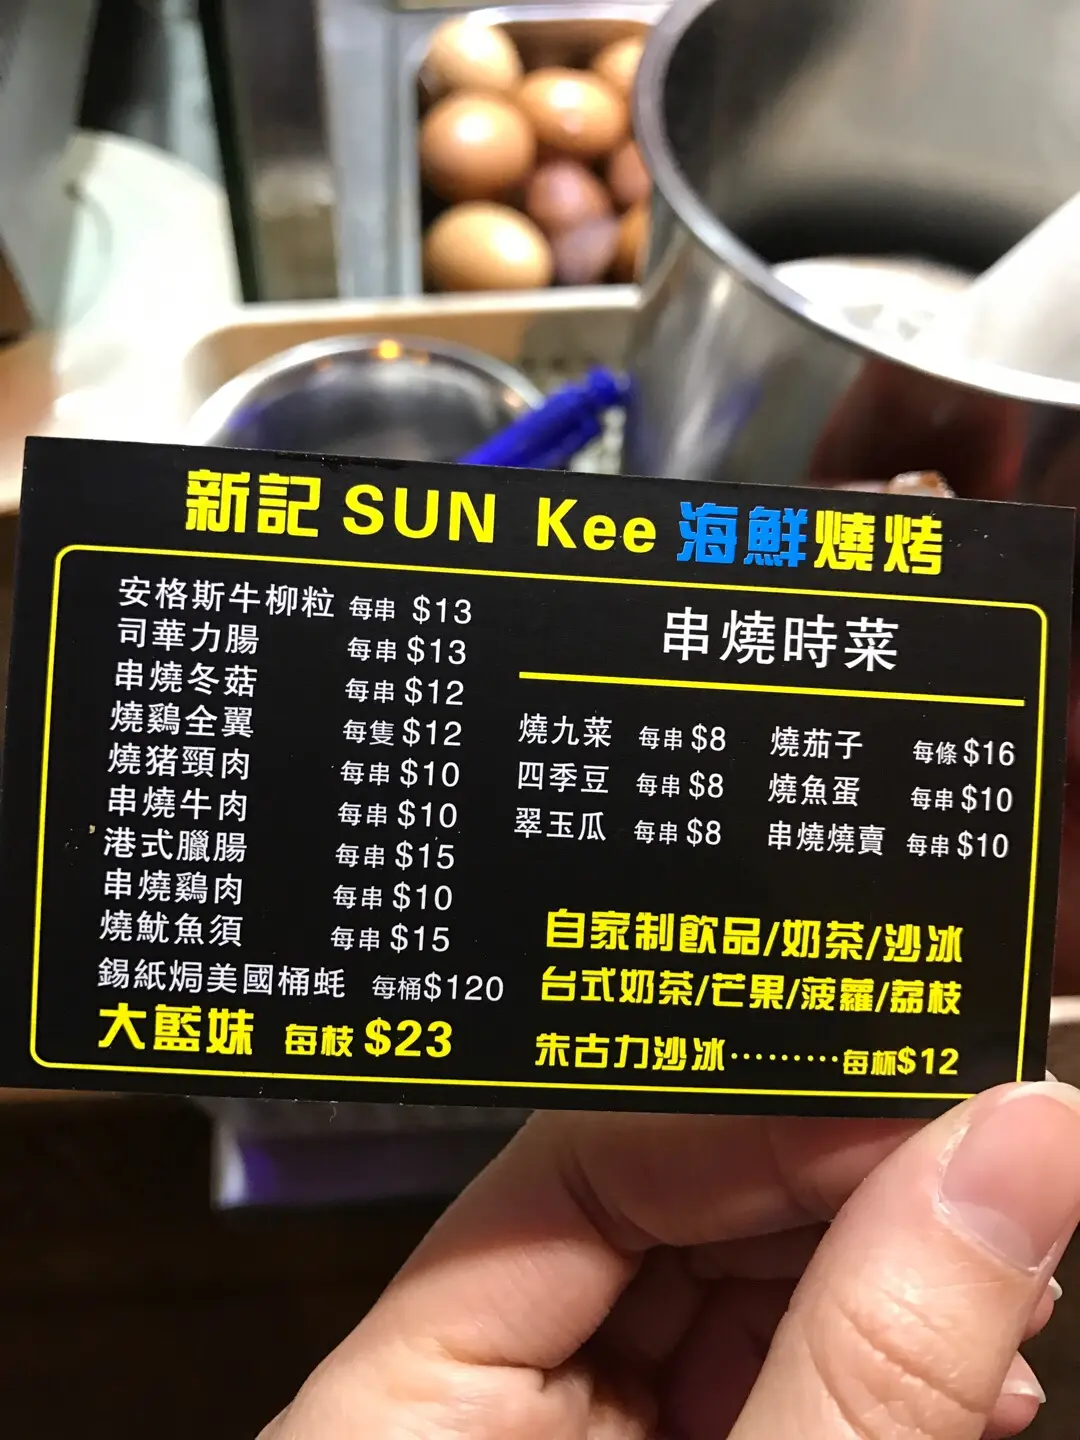 新記 SUN Kee 海鮮燒烤
安格斯牛柳粒 每串 $13
司華力腸 每串 $13
串燒冬菇 每串 $12
燒鷄全翼 每隻 $12
燒猪頸肉 每串 $10
串燒牛肉 每串 $10
港式臘腸 每串 $15
串燒鷄肉 每串 $10
燒魷魚須 每串 $15
錫紙焗美國桶蚝 每桶$120
大藍妹 每枝 $23
串燒時菜
燒九菜 每串 $8 燒茄子 每條 $16
四季豆 每串 $8 燒魚蛋 每串 $10
翠玉瓜 每串 $8 串燒燒賣 每串 $10
自家制飲品/奶茶/沙冰
台式奶茶/芒果/菠蘿/荔枝
朱古力沙冰………每杯$12